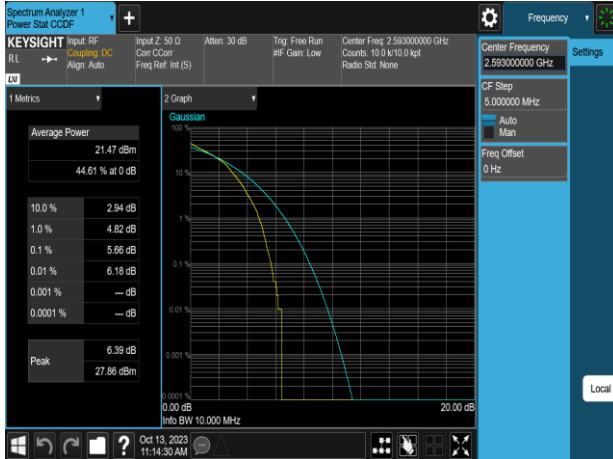 Spectrum Analyzer 1
Power Stat CCDF
+
Frequency
KEYSIGHT
RL
LXI
Input: RF
Coupling: DC
Align: Auto
Input Z: 50 Ω
Corr CCorr
Freq Ref: Int (S)
Atten: 30 dB
Trig: Free Run
#IF Gain: Low
Center Freq: 2.593000000 GHz
Counts: 10.0 k/10.0 kpt
Radio Std: None
Center Frequency
2.593000000 GHz
Settings
CF Step
5.000000 MHz
Auto
Man
Freq Offset
0 Hz
Local
1 Metrics
Average Power
21.47 dBm
44.61 % at 0 dB
10.0 % 2.94 dB
1.0 % 4.82 dB
0.1 % 5.66 dB
0.01 % 6.18 dB
0.001 % --- dB
0.0001 % --- dB
Peak
6.39 dB
27.86 dBm
2 Graph
Gaussian
100 %
10 %
1 %
0.1 %
0.01 %
0.001 %
0.0001 %
0.00 dB 20.00 dB
Info BW 10.000 MHz
?
Oct 13, 2023
11:14:30 AM